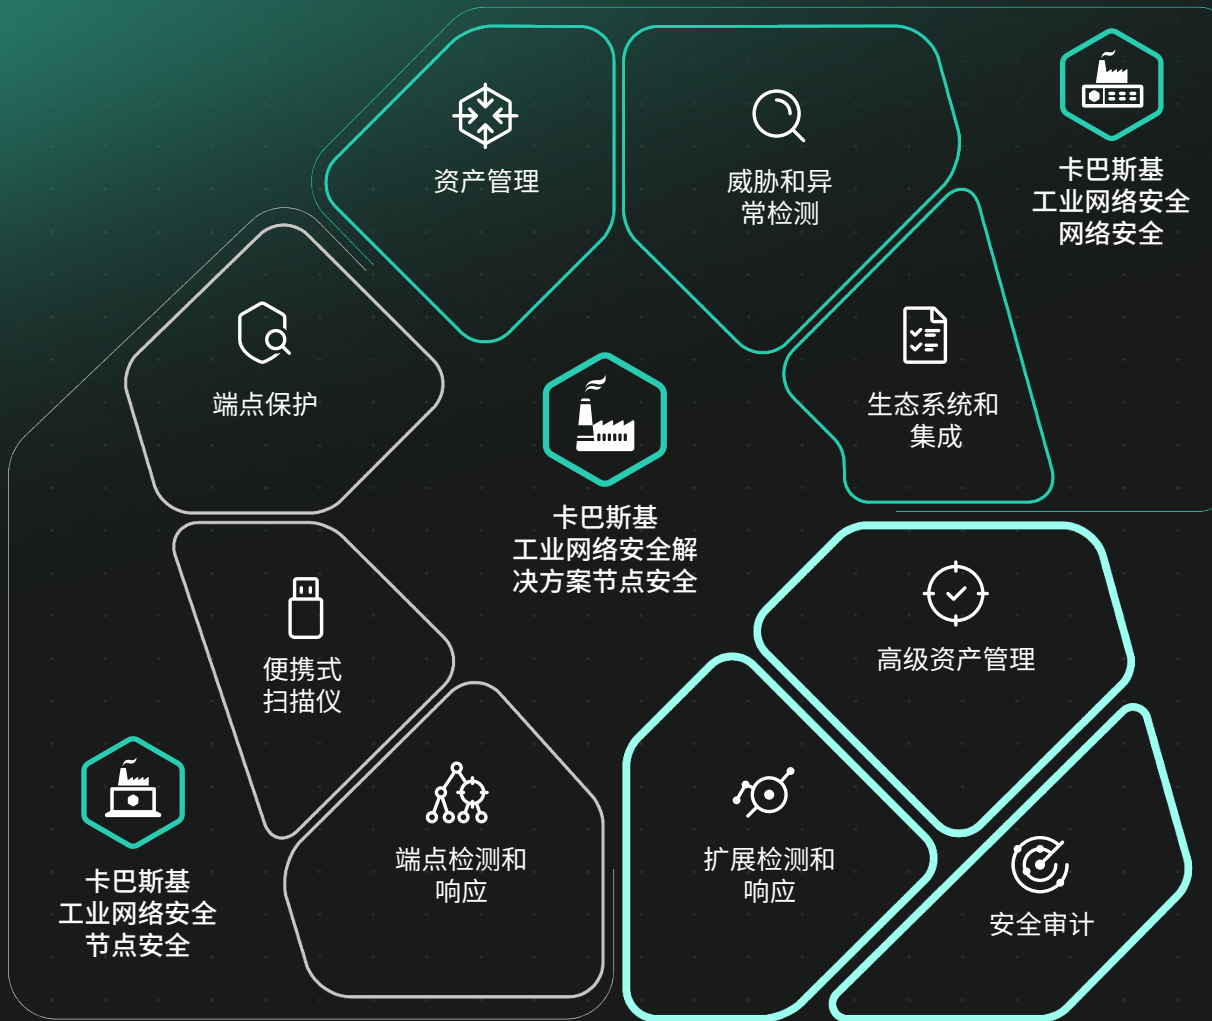 资产管理
威胁和异
常检测
卡巴斯基
工业网络安全
网络安全
端点保护
生态系统和
集成
卡巴斯基
工业网络安全解
决方案节点安全
便携式
扫描仪
高级资产管理
卡巴斯基
工业网络安全
节点安全
端点检测和
响应
扩展检测和
响应
安全审计